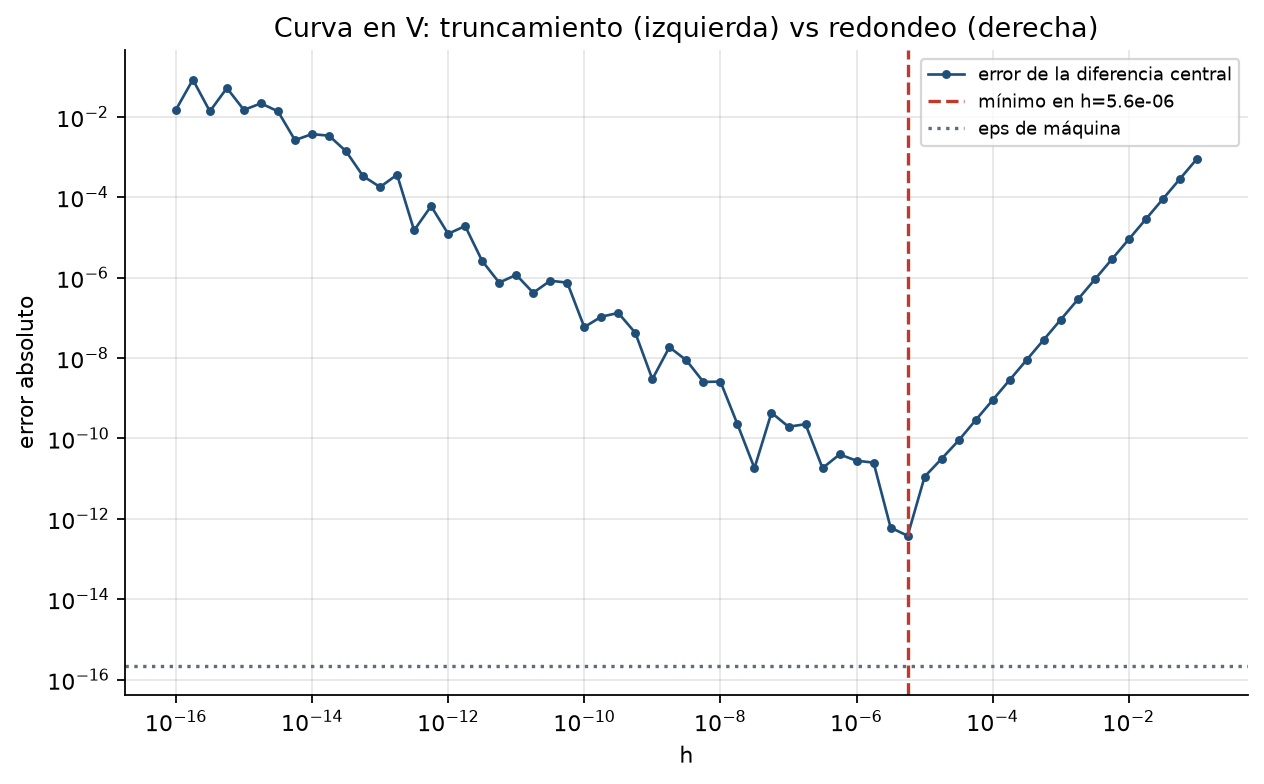 Curva en V: truncamiento (izquierda) vs redondeo (derecha)
error de la diferencia central
mínimo en h=5.6e-06
eps de máquina
error absoluto
10⁻²
10⁻⁴
10⁻⁶
10⁻⁸
10⁻¹⁰
10⁻¹²
10⁻¹⁴
10⁻¹⁶
10⁻¹⁶ 10⁻¹⁴ 10⁻¹² 10⁻¹⁰ 10⁻⁸ 10⁻⁶ 10⁻⁴ 10⁻²
h